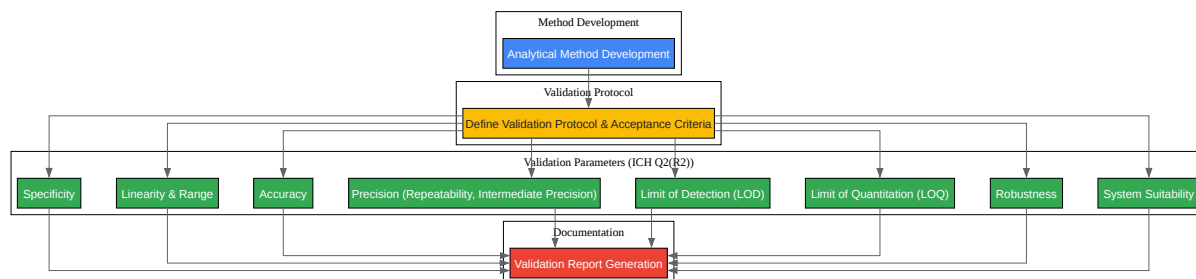 Method Development
Analytical Method Development
Validation Protocol
Define Validation Protocol & Acceptance Criteria
Validation Parameters (ICH Q2(R2))
Specificity
Linearity & Range
Accuracy
Precision (Repeatability, Intermediate Precision)
Limit of Detection (LOD)
Limit of Quantitation (LOQ)
Robustness
System Suitability
Documentation
Validation Report Generation